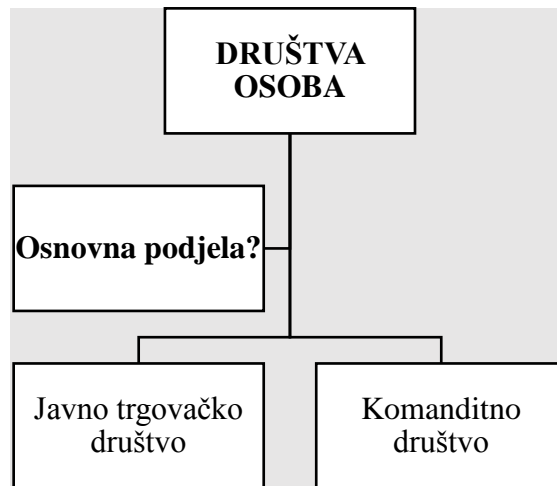 DRUŠTVA
OSOBA
Osnovna podjela?
Javno trgovačko
društvo
Komanditno
društvo